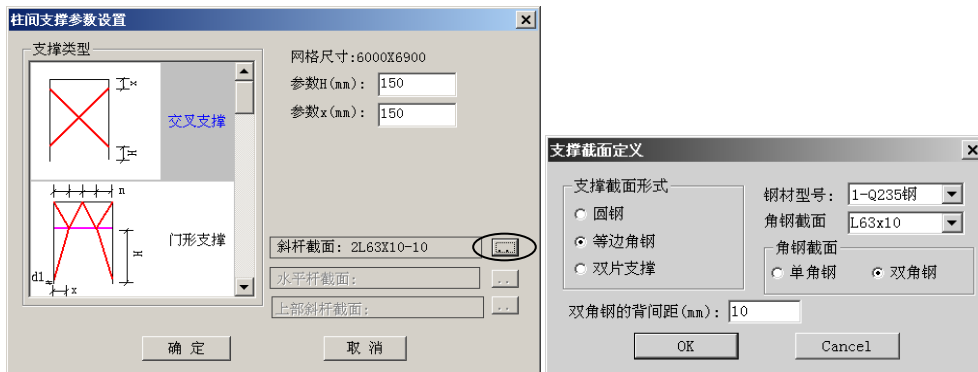 柱间支撑参数设置
支撑类型
x
交叉支撑
H
n
门形支撑
H
d1
x
网格尺寸:6000X6900
参数H(mm): 150
参数x(mm): 150
斜杆截面: 2L63X10-10 ..
水平杆截面: ..
上部斜杆截面: ..
确 定 取 消
支撑截面定义
支撑截面形式
圆钢
等边角钢
双片支撑
钢材型号: 1-Q235钢
角钢截面 L63x10
角钢截面
单角钢 双角钢
双角钢的背间距(mm): 10
OK Cancel